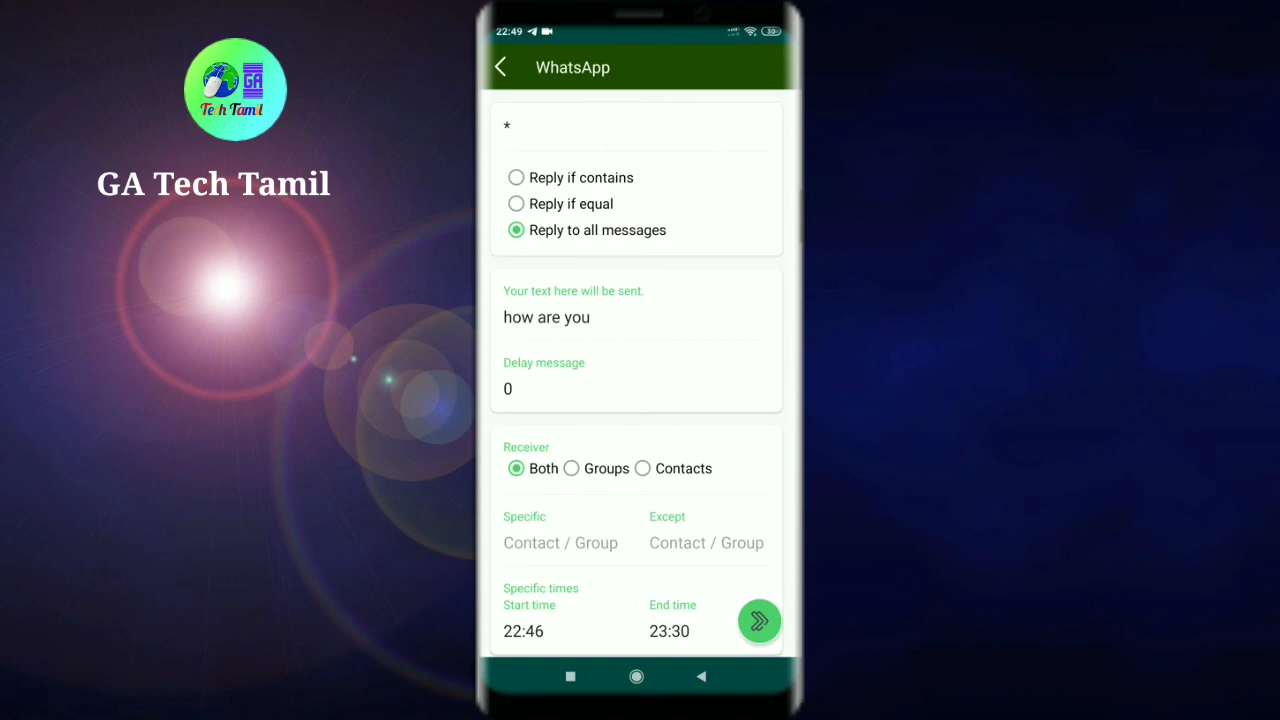 GA
Tech Tamil
GA Tech Tamil
22:49
30
WhatsApp
*
Reply if contains
Reply if equal
Reply to all messages
Your text here will be sent.
how are you
Delay message
0
Receiver
Both Groups Contacts
Specific Except
Contact / Group Contact / Group
Specific times
Start time End time
22:46 23:30